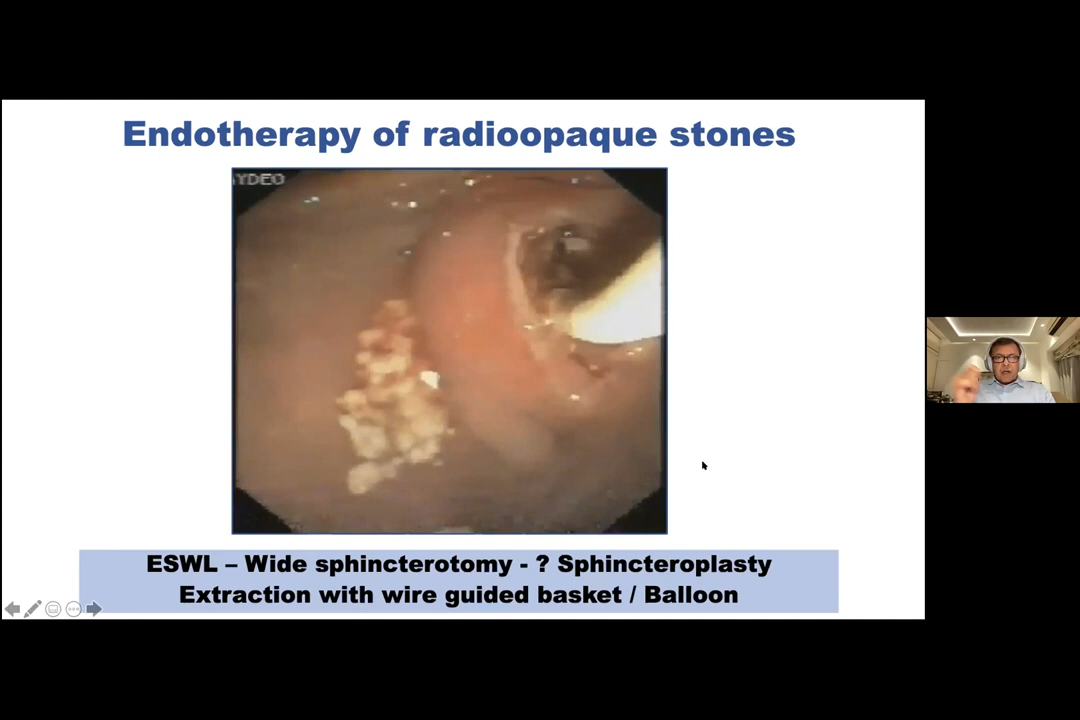 Endotherapy of radioopaque stones
YDEO
ESWL – Wide sphincterotomy - ? Sphincteroplasty
Extraction with wire guided basket / Balloon